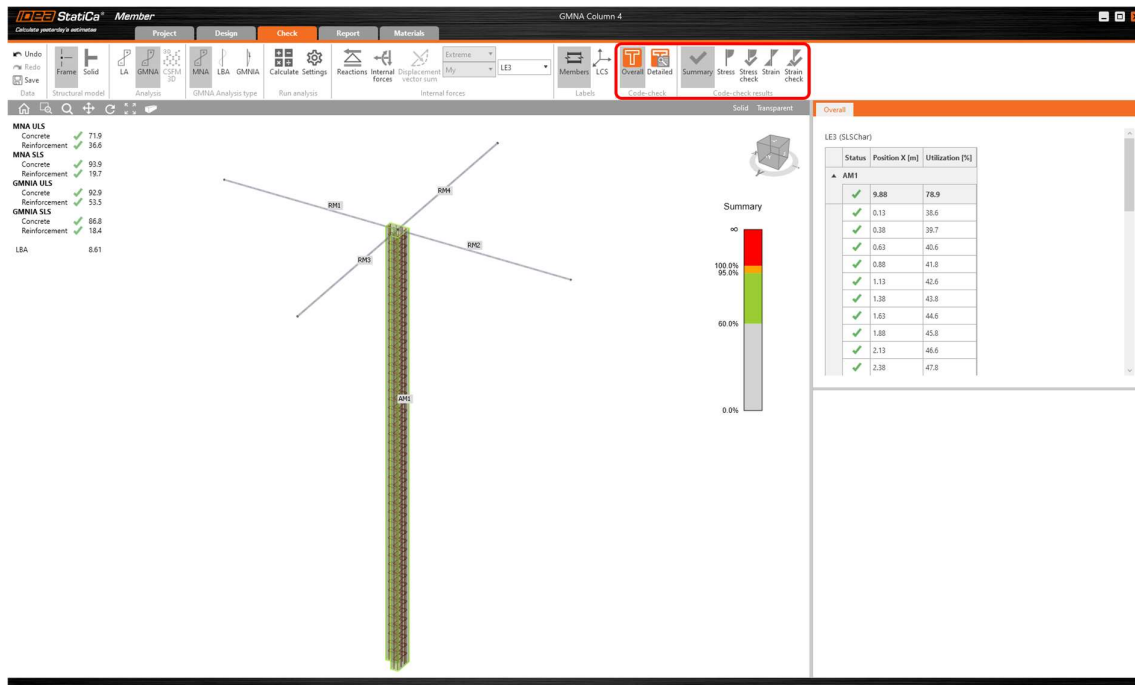 IDEA StatiCa® Member
Calculate yesterday's estimates
GMNA Column 4
Project Design Check Report Materials
Undo
Redo
Save
Data
Frame Solid
Structural model
LA GMNA CSFM 3D
Analysis
MNA LBA GMNIA
GMNA Analysis type
Calculate Settings
Run analysis
Reactions Internal forces Displacement vector sum
Extreme
My
LE3
Internal forces
Members LCS
Labels
Overall Detailed
Code-check
Summary Stress Stress check Strain Strain check
Code-check results
Solid Transparent
MNA ULS
Concrete 71.9
Reinforcement 36.6
MNA SLS
Concrete 93.9
Reinforcement 19.7
GMNIA ULS
Concrete 92.9
Reinforcement 53.5
GMNIA SLS
Concrete 86.8
Reinforcement 18.4
LBA 8.61
RM4
RM1
RM2
RM3
AM1
Summary
∞
100.0%
95.0%
60.0%
0.0%
Overall
LE3 (SLSChar)
Status Position X [m] Utilization [%]
AM1
9.88 78.9
0.13 38.6
0.38 39.7
0.63 40.6
0.88 41.8
1.13 42.6
1.38 43.8
1.63 44.6
1.88 45.8
2.13 46.6
2.38 47.8